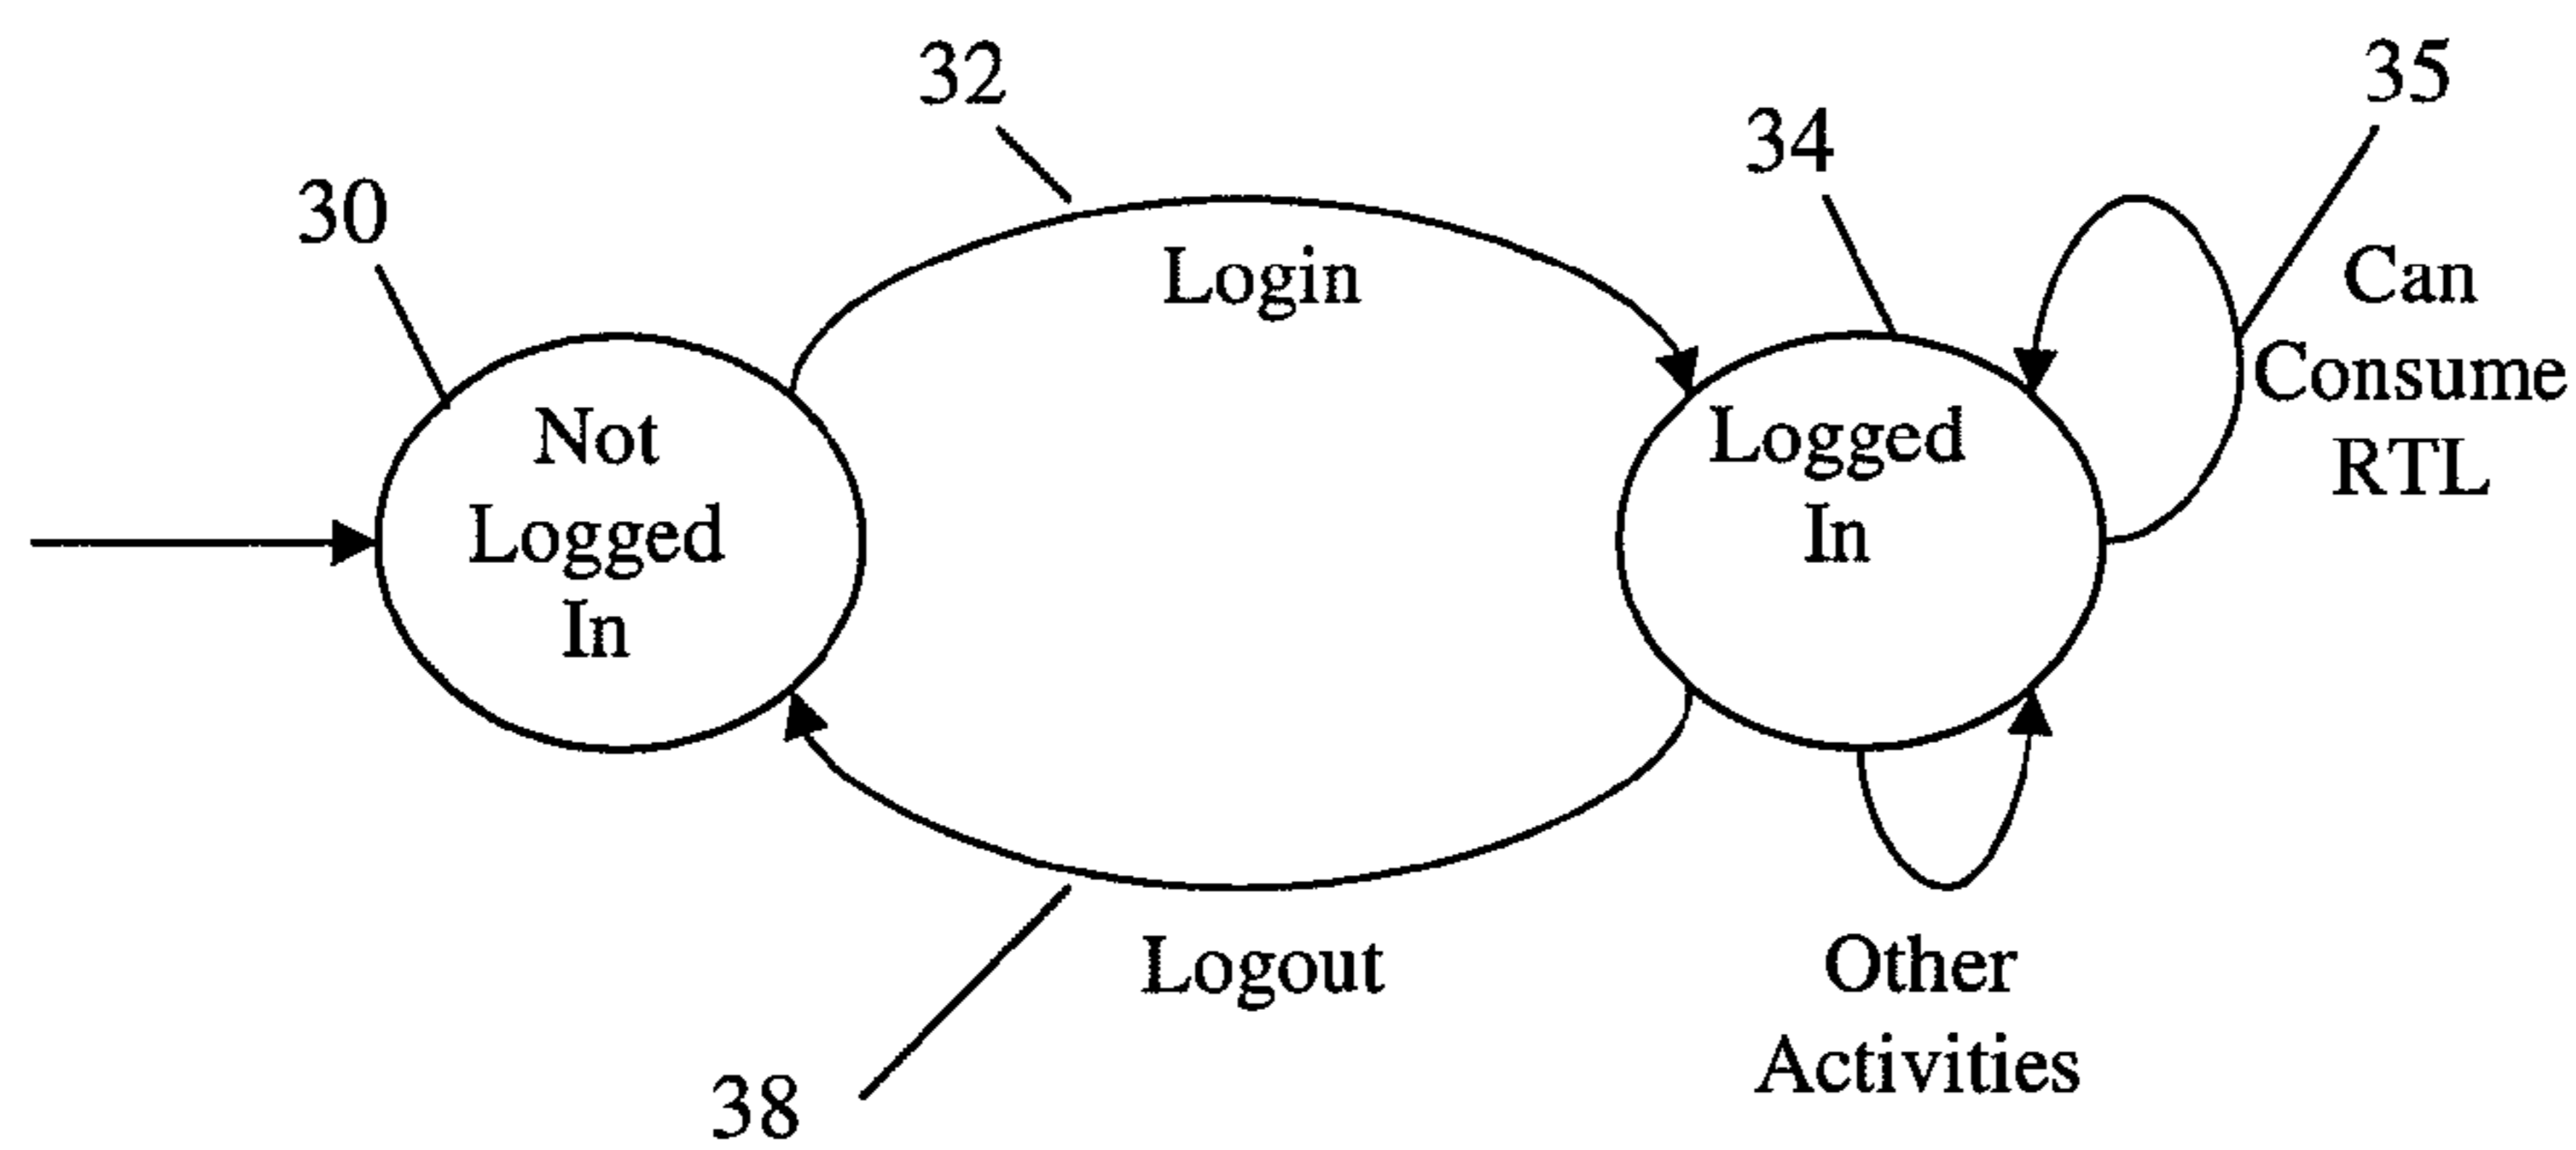 32
35
34
30
Login
Can
Consume
RTL
Not
Logged
In
Logged
In
Logout
Other
Activities
38